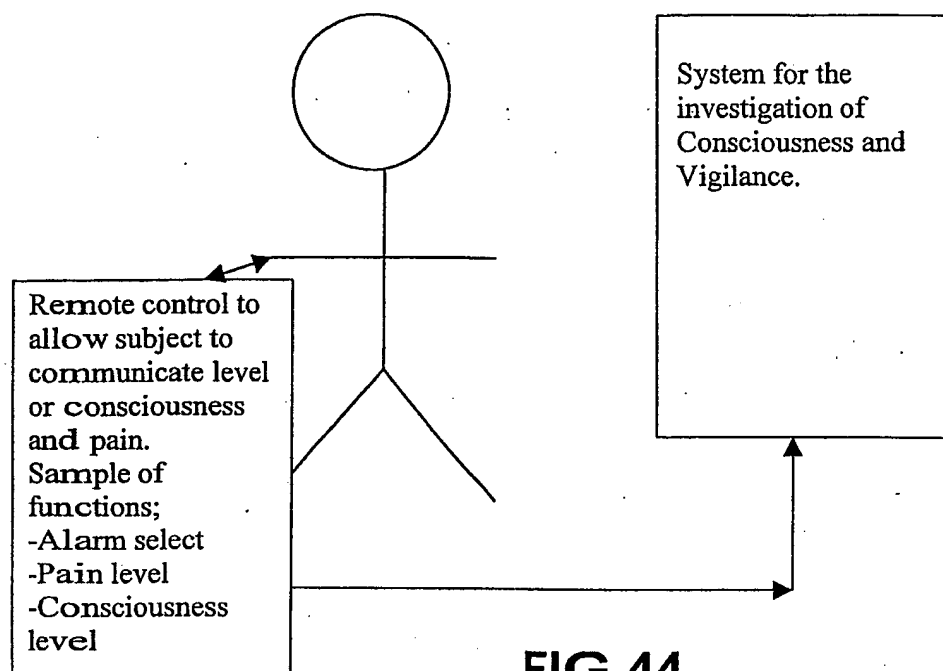 System for the
investigation of
Consciousness and
Vigilance.
Remote control to
allow subject to
communicate level
or consciousness
and pain.
Sample of
functions;
-Alarm select
-Pain level
-Consciousness
level
FIG 44